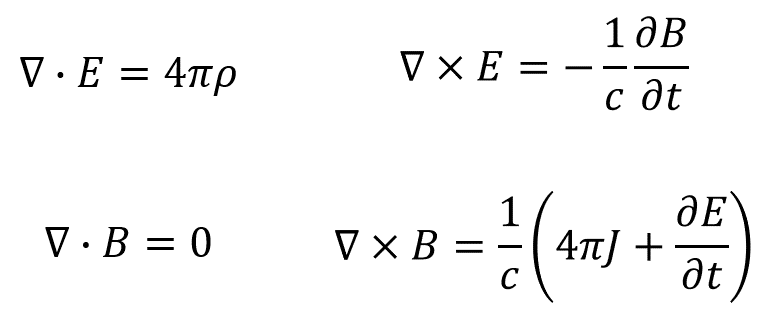 ∇ · E = 4πρ
∇ × E = − 1/c ∂B/∂t
∇ · B = 0
∇ × B = 1/c (4πJ + ∂E/∂t)